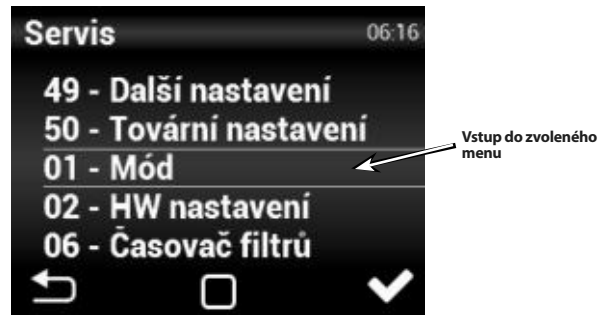 Servis 06:16
49 - Další nastavení
50 - Tovární nastavení
01 - Mód
02 - HW nastavení
06 - Časovač filtrů
Vstup do zvoleného
menu